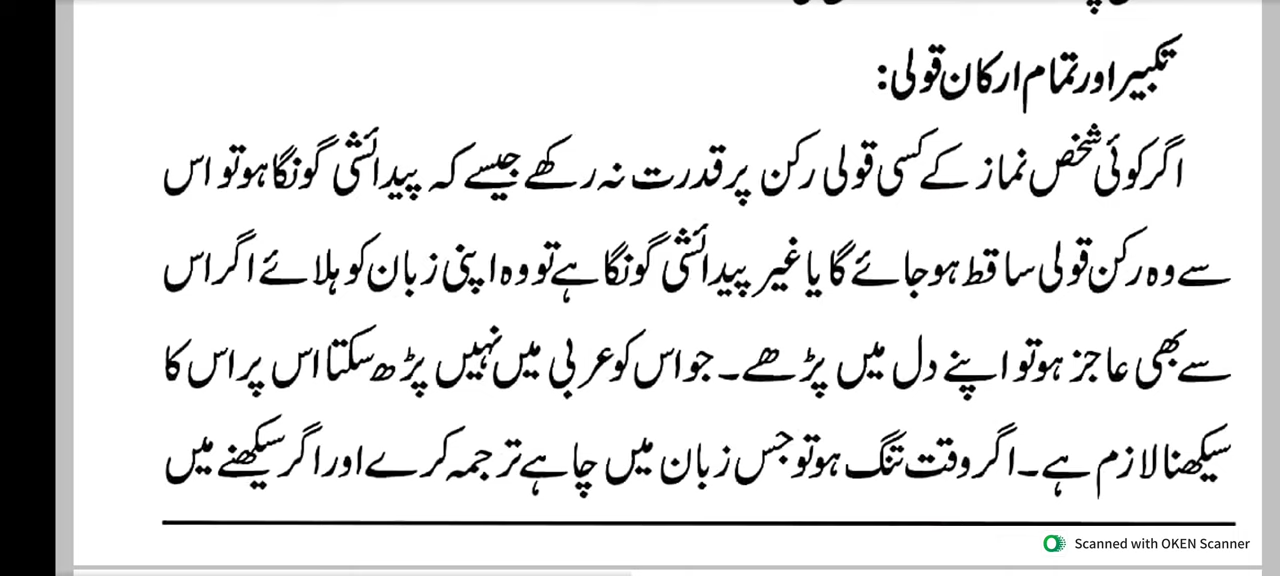 تکبیر اور تمام ارکان قولی:
اگر کوئی شخص نماز کے کسی قولی رکن پر قدرت نہ رکھے جیسے کہ پیدائشی گونگا ہو تو اس
سے وہ رکن قولی ساقط ہو جائے گا یا غیر پیدائشی گونگا ہے تو وہ اپنی زبان کو ہلائے اگر اس
سے بھی عاجز ہو تو اپنے دل میں پڑھے۔ جو اس کو عربی میں نہیں پڑھ سکتا اس پر اس کا
سیکھنا لازم ہے۔ اگر وقت تنگ ہو تو جس زبان میں چاہے ترجمہ کرے اور اگر سیکھنے میں
Scanned with OKEN Scanner